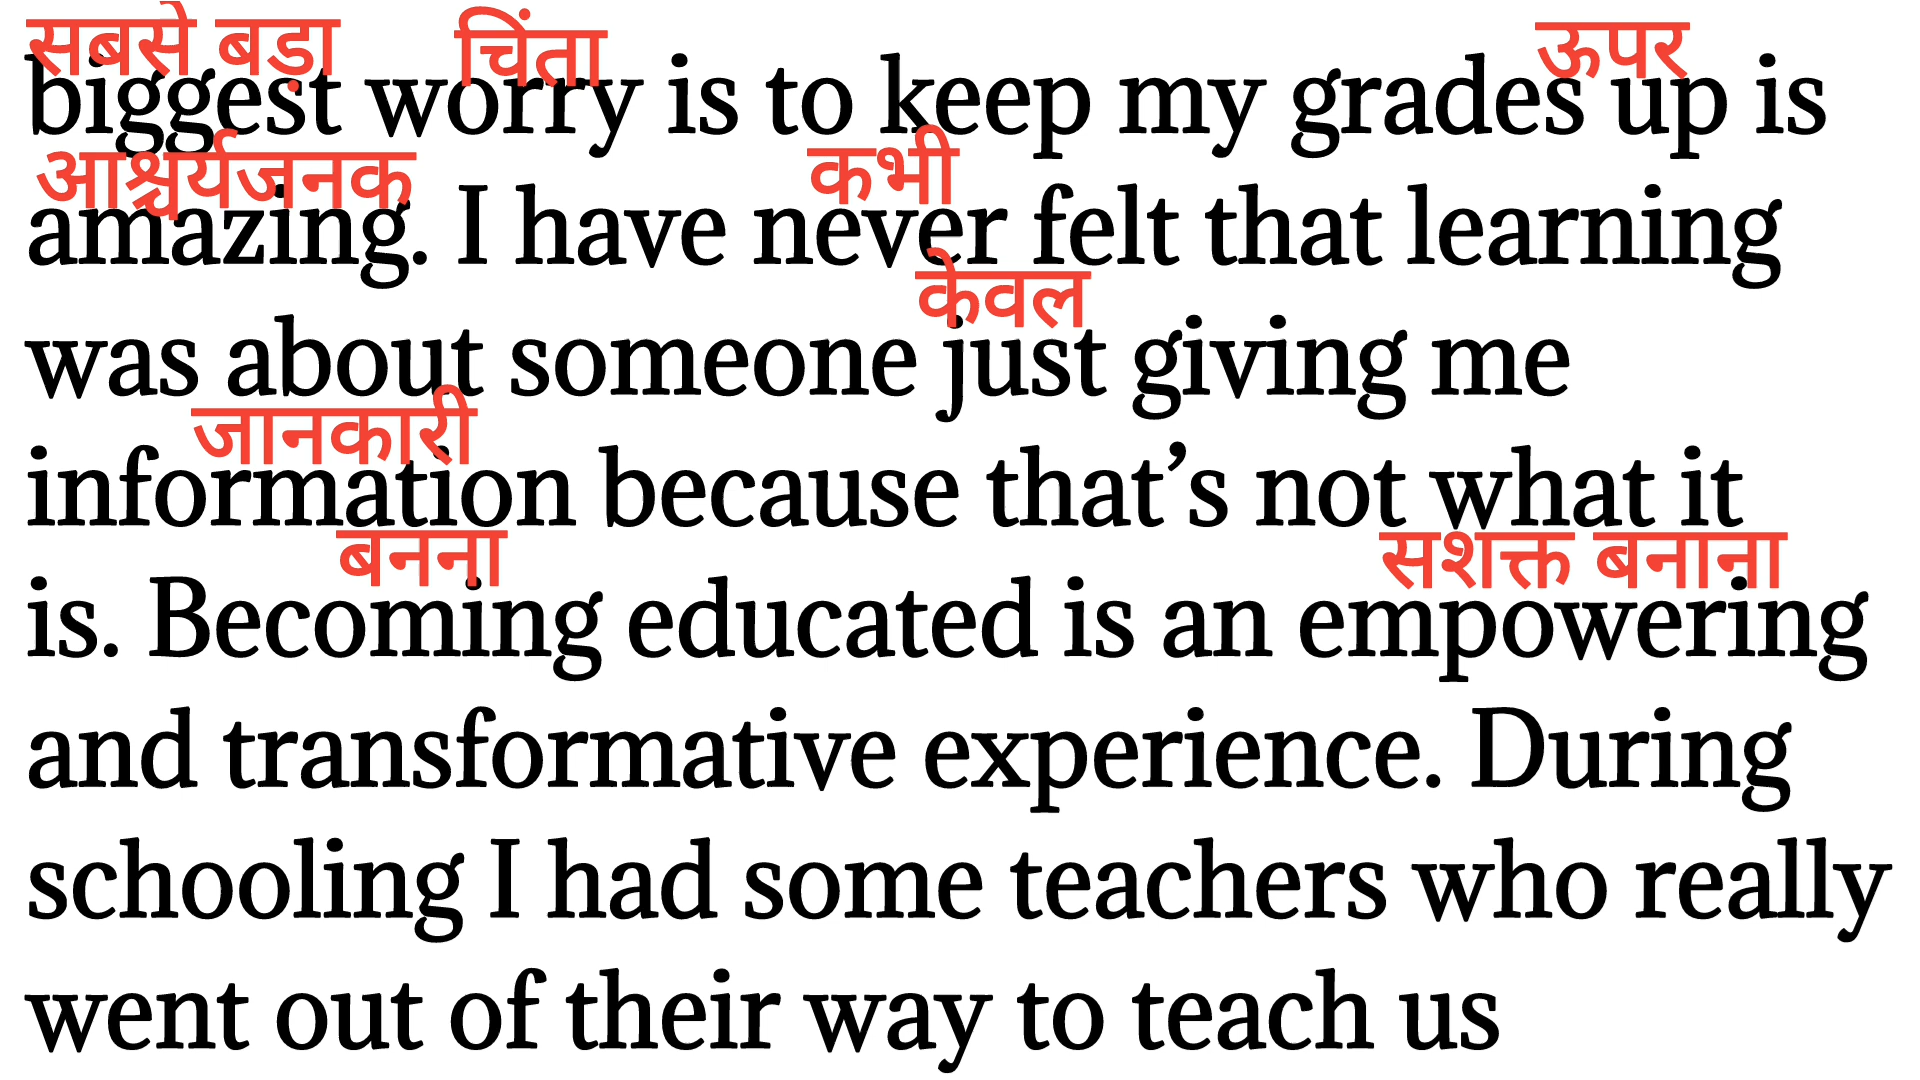 सबसे बड़ा चिंता ऊपर
biggest worry is to keep my grades up is
आश्चर्यजनक कभी
amazing. I have never felt that learning
केवल
was about someone just giving me
जानकारी
information because that’s not what it
बनना सशक्त बनाना
is. Becoming educated is an empowering
and transformative experience. During
schooling I had some teachers who really
went out of their way to teach us